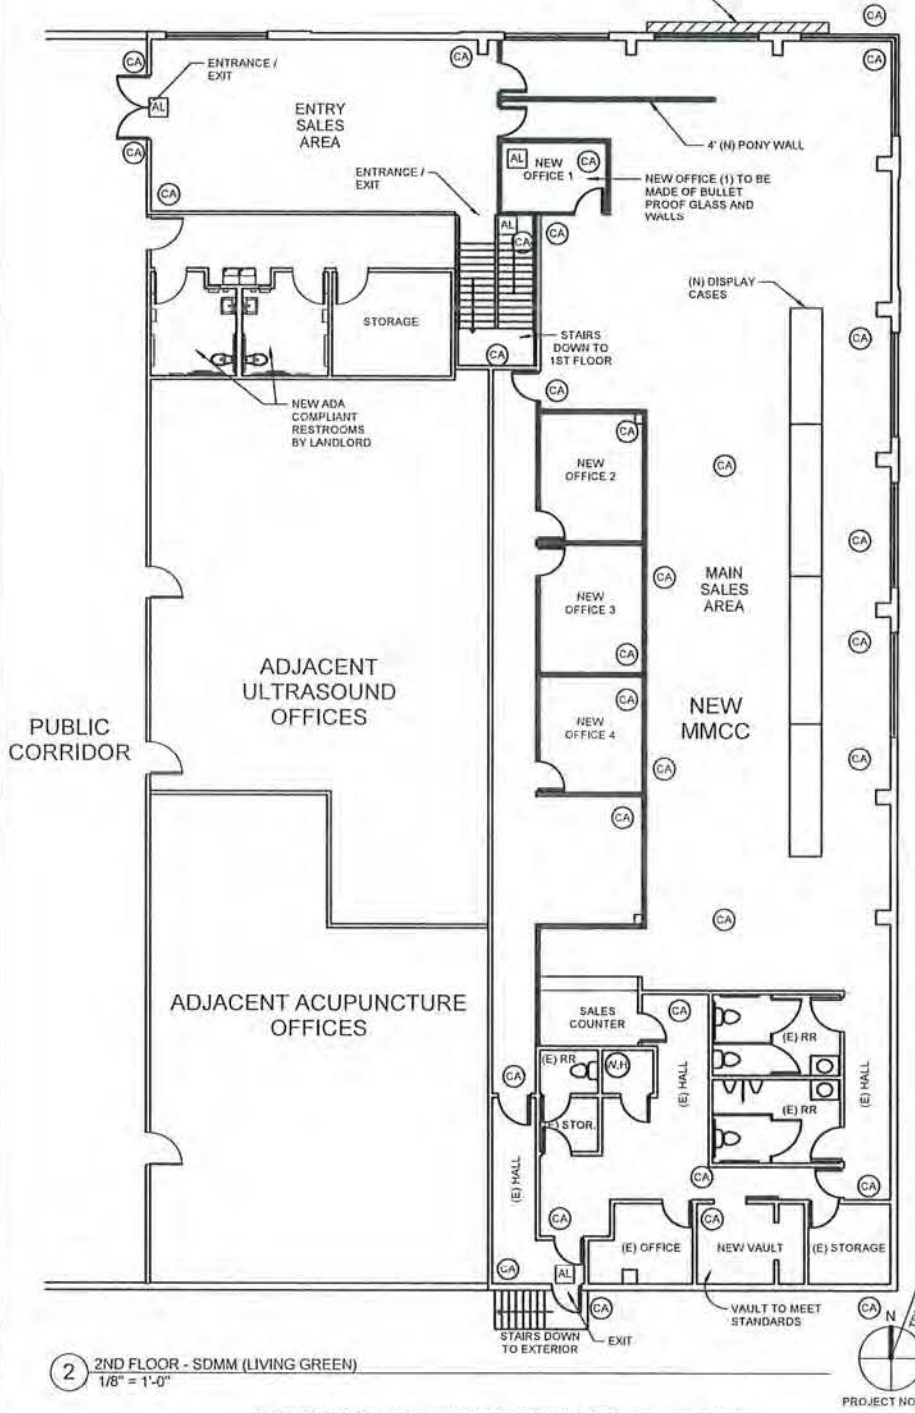 CA
CA
CA
CA
ENTRANCE /
EXIT
AL
ENTRY
SALES
AREA
4' (N) PONY WALL
CA
AL
NEW
OFFICE 1
CA
ENTRANCE /
EXIT
NEW OFFICE (1) TO BE
MADE OF BULLET
PROOF GLASS AND
WALLS
CA
AL
CA
CA
(N) DISPLAY
CASES
STORAGE
STAIRS
DOWN TO
1ST FLOOR
CA
CA
CA
NEW ADA
COMPLIANT
RESTROOMS
BY LANDLORD
CA
NEW
OFFICE 2
CA
CA
MAIN
SALES
AREA
CA
NEW
OFFICE 3
CA
CA
ADJACENT
ULTRASOUND
OFFICES
CA
NEW
OFFICE 4
NEW
MMCC
PUBLIC
CORRIDOR
CA
CA
CA
CA
ADJACENT ACUPUNCTURE
OFFICES
SALES
COUNTER
CA
(E) RR
(E) RR
W.H
CA
(E) HALL
(E) HALL
(E) RR
(E) STOR.
(E) HALL
CA
CA
CA
CA
(E) OFFICE
NEW VAULT
(E) STORAGE
CA
AL
CA
CA
VAULT TO MEET
STANDARDS
N
STAIRS DOWN
TO EXTERIOR
EXIT
2
2ND FLOOR - SDMM (LIVING GREEN)
1/8" = 1'-0"
PROJECT NO